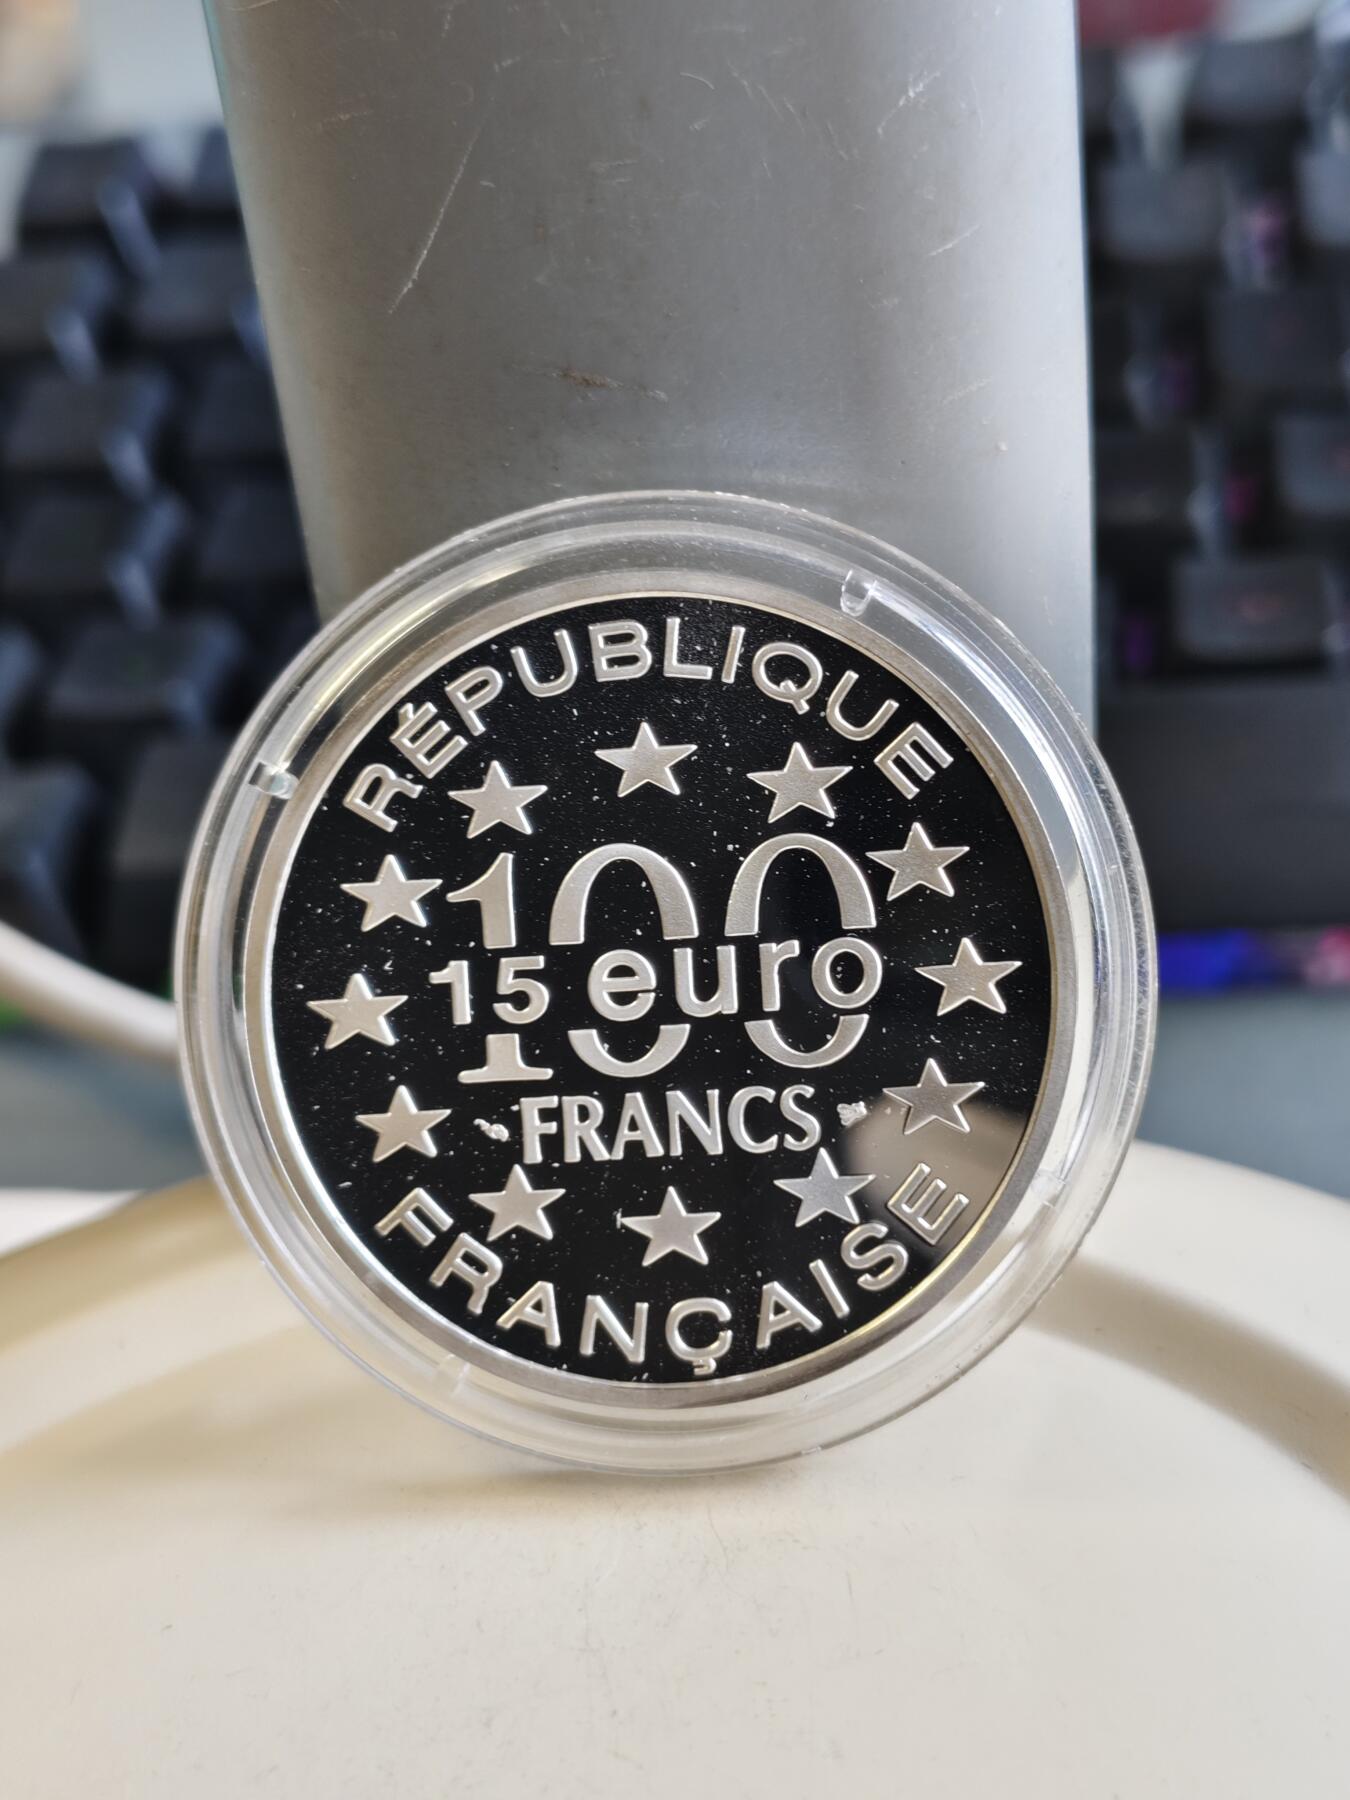 RÉPUBLIQUE
100
15 euro
FRANCS
FRANÇAISE